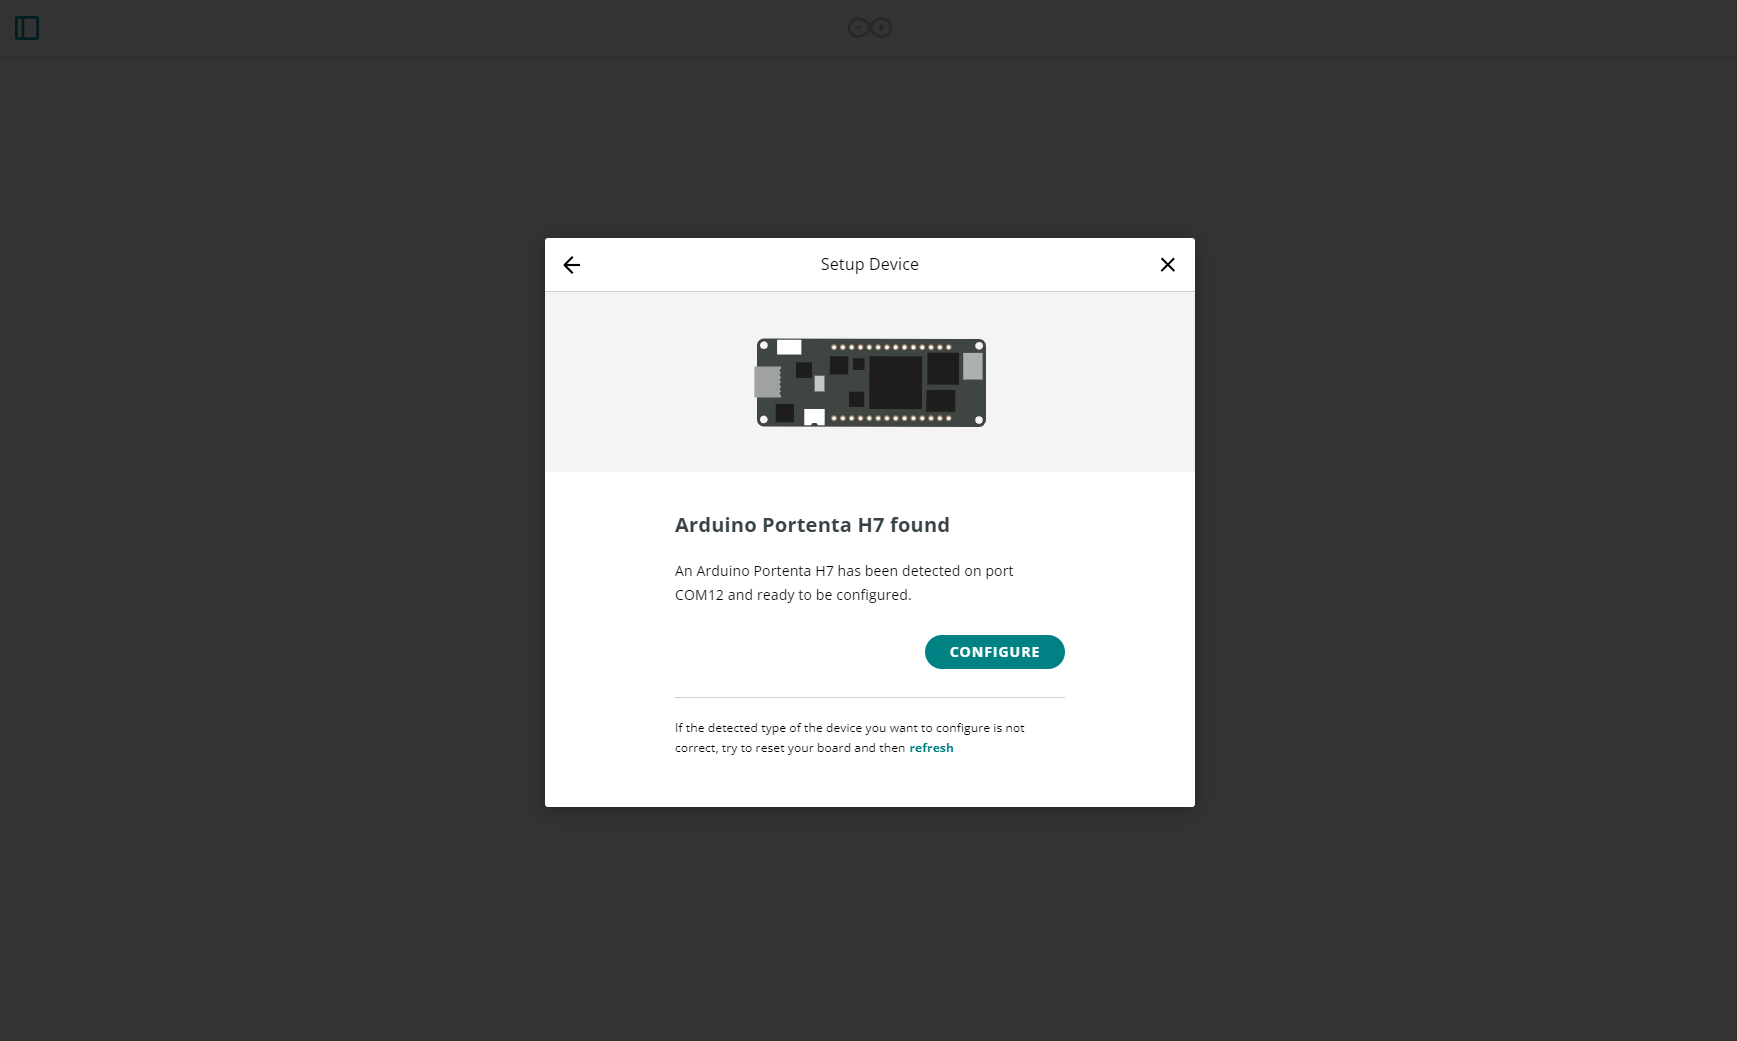 Setup Device
Arduino Portenta H7 found
An Arduino Portenta H7 has been detected on port
COM12 and ready to be configured.
CONFIGURE
If the detected type of the device you want to configure is not
correct, try to reset your board and then refresh